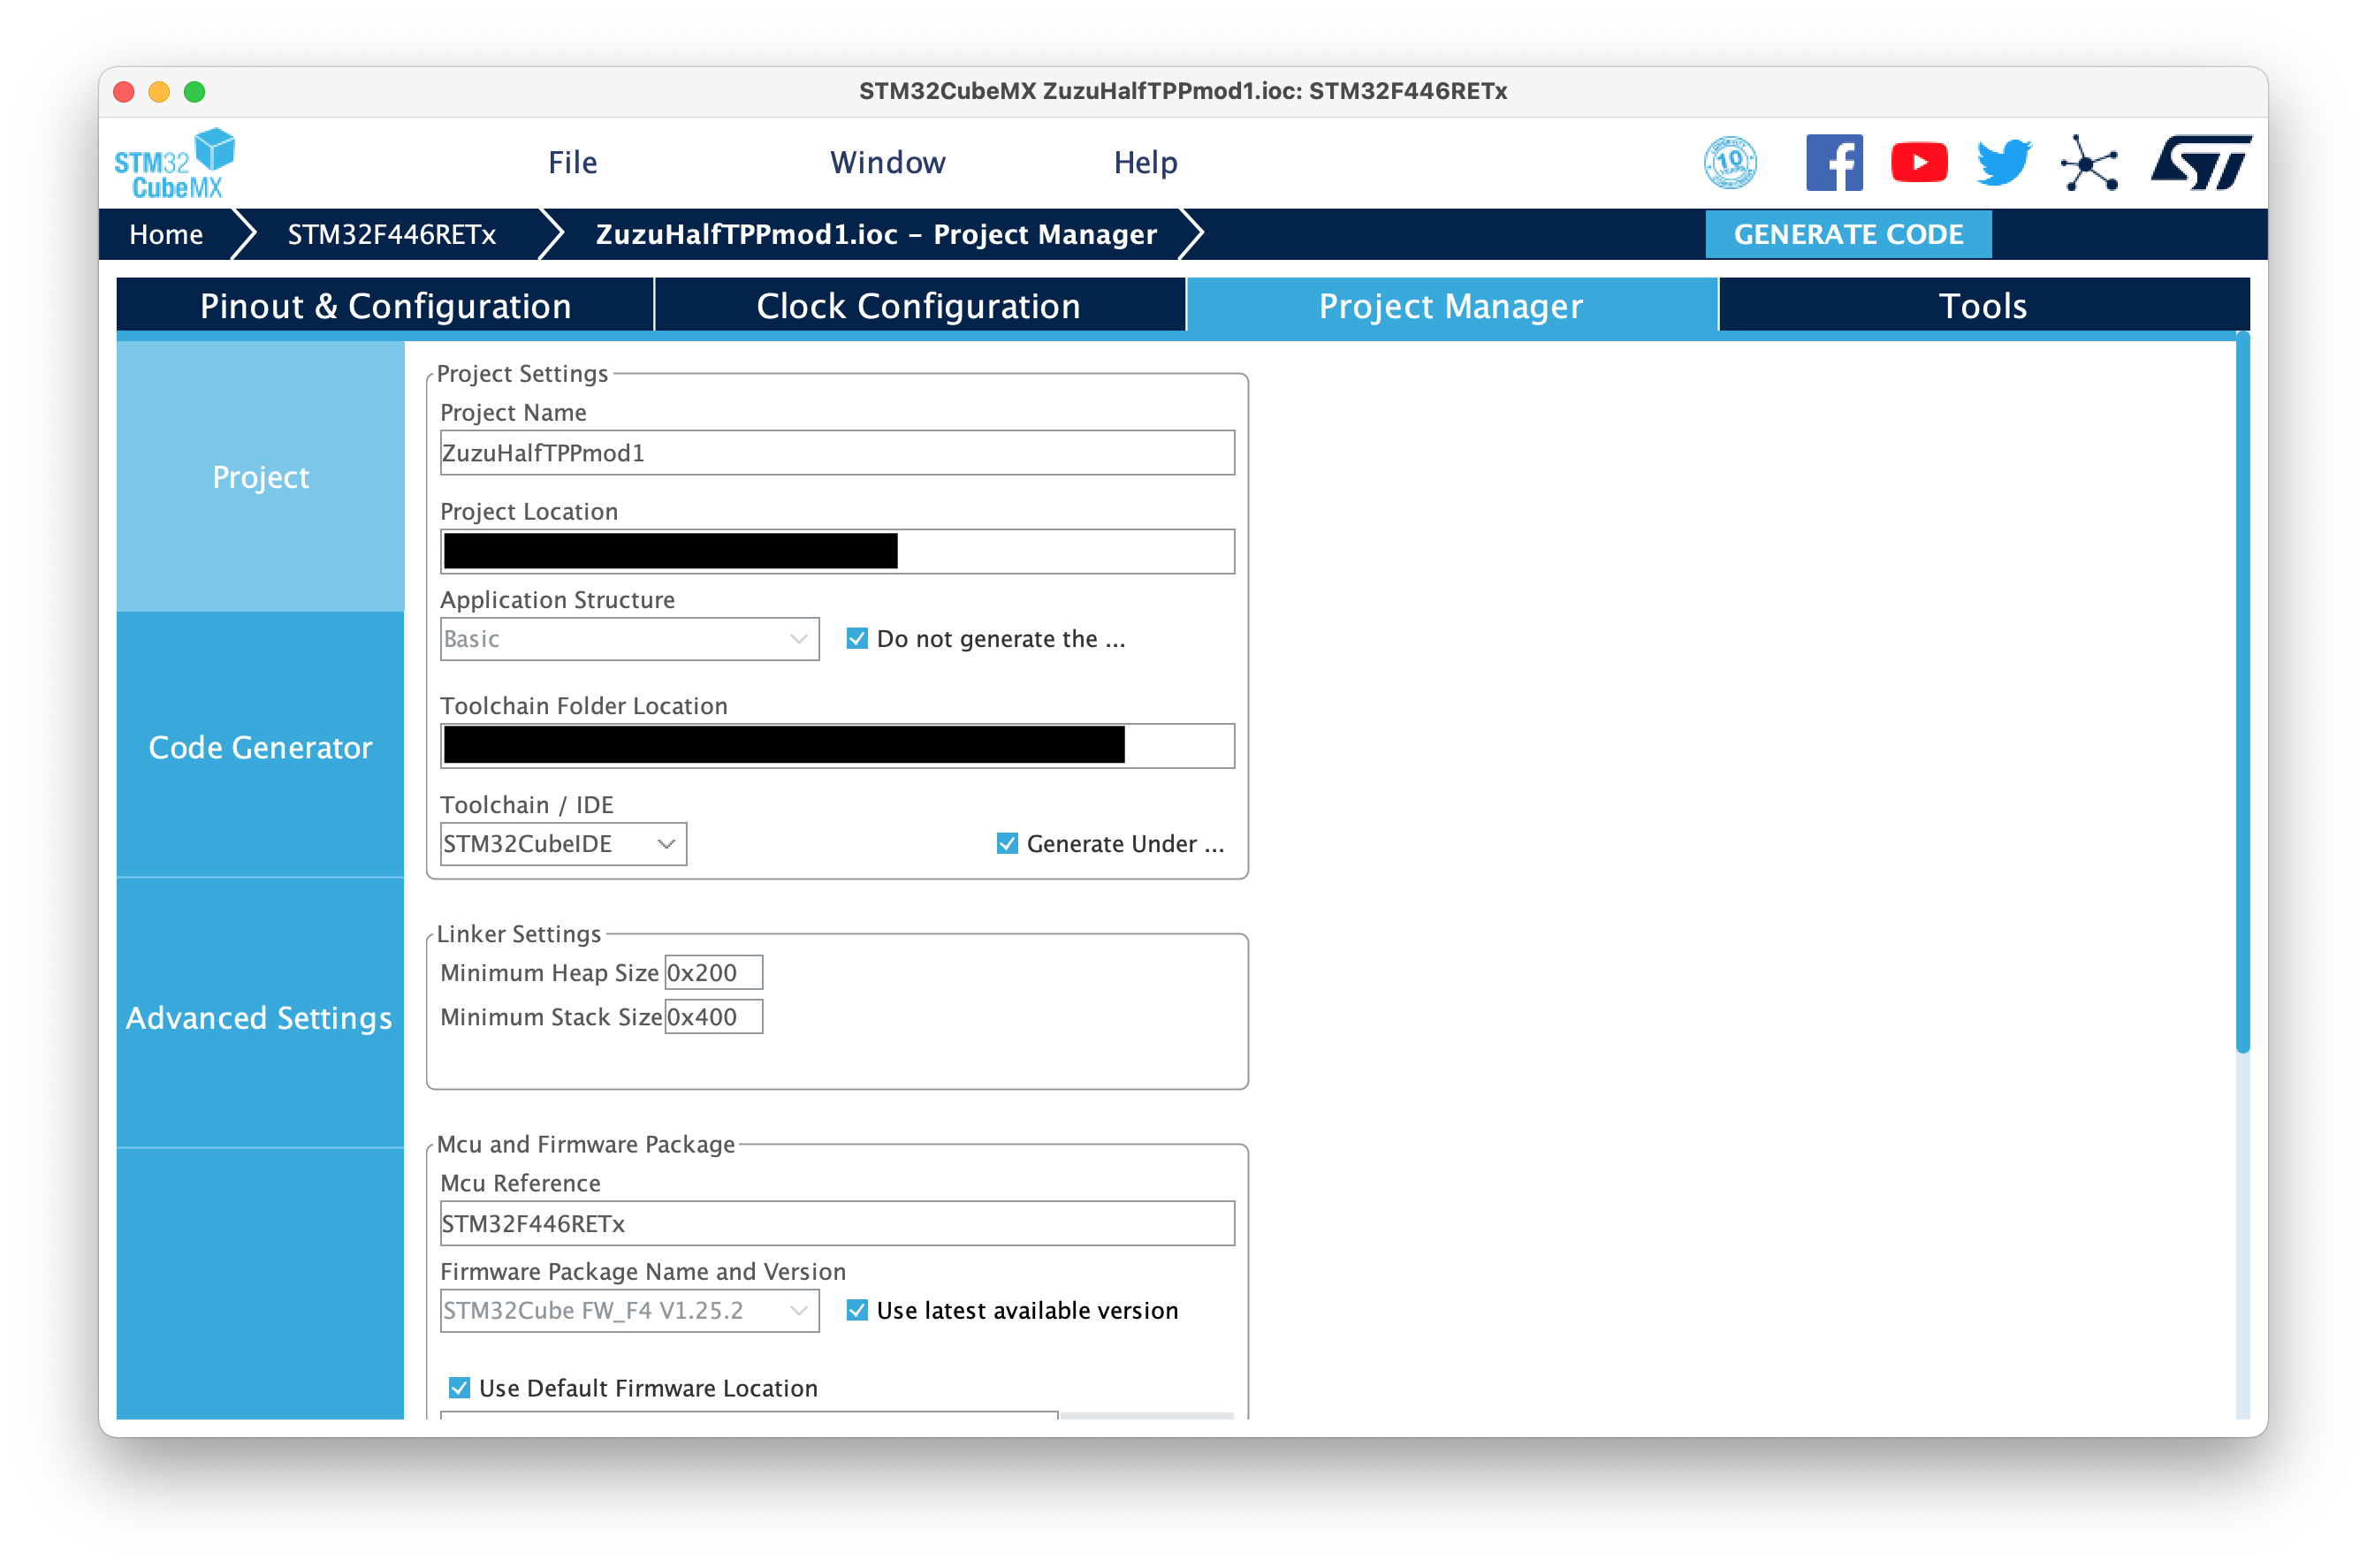 STM32CubeMX ZuzuHalfTPPmod1.ioc: STM32F446RETx
STM32
CubeMX
File
Window
Help
10
ST
Home
STM32F446RETx
ZuzuHalfTPPmod1.ioc – Project Manager
GENERATE CODE
Pinout & Configuration
Clock Configuration
Project Manager
Tools
Project
Code Generator
Advanced Settings
Project Settings
Project Name
ZuzuHalfTPPmod1
Project Location
Application Structure
Basic
Do not generate the ...
Toolchain Folder Location
Toolchain / IDE
STM32CubeIDE
Generate Under ...
Linker Settings
Minimum Heap Size 0x200
Minimum Stack Size 0x400
Mcu and Firmware Package
Mcu Reference
STM32F446RETx
Firmware Package Name and Version
STM32Cube FW_F4 V1.25.2
Use latest available version
Use Default Firmware Location